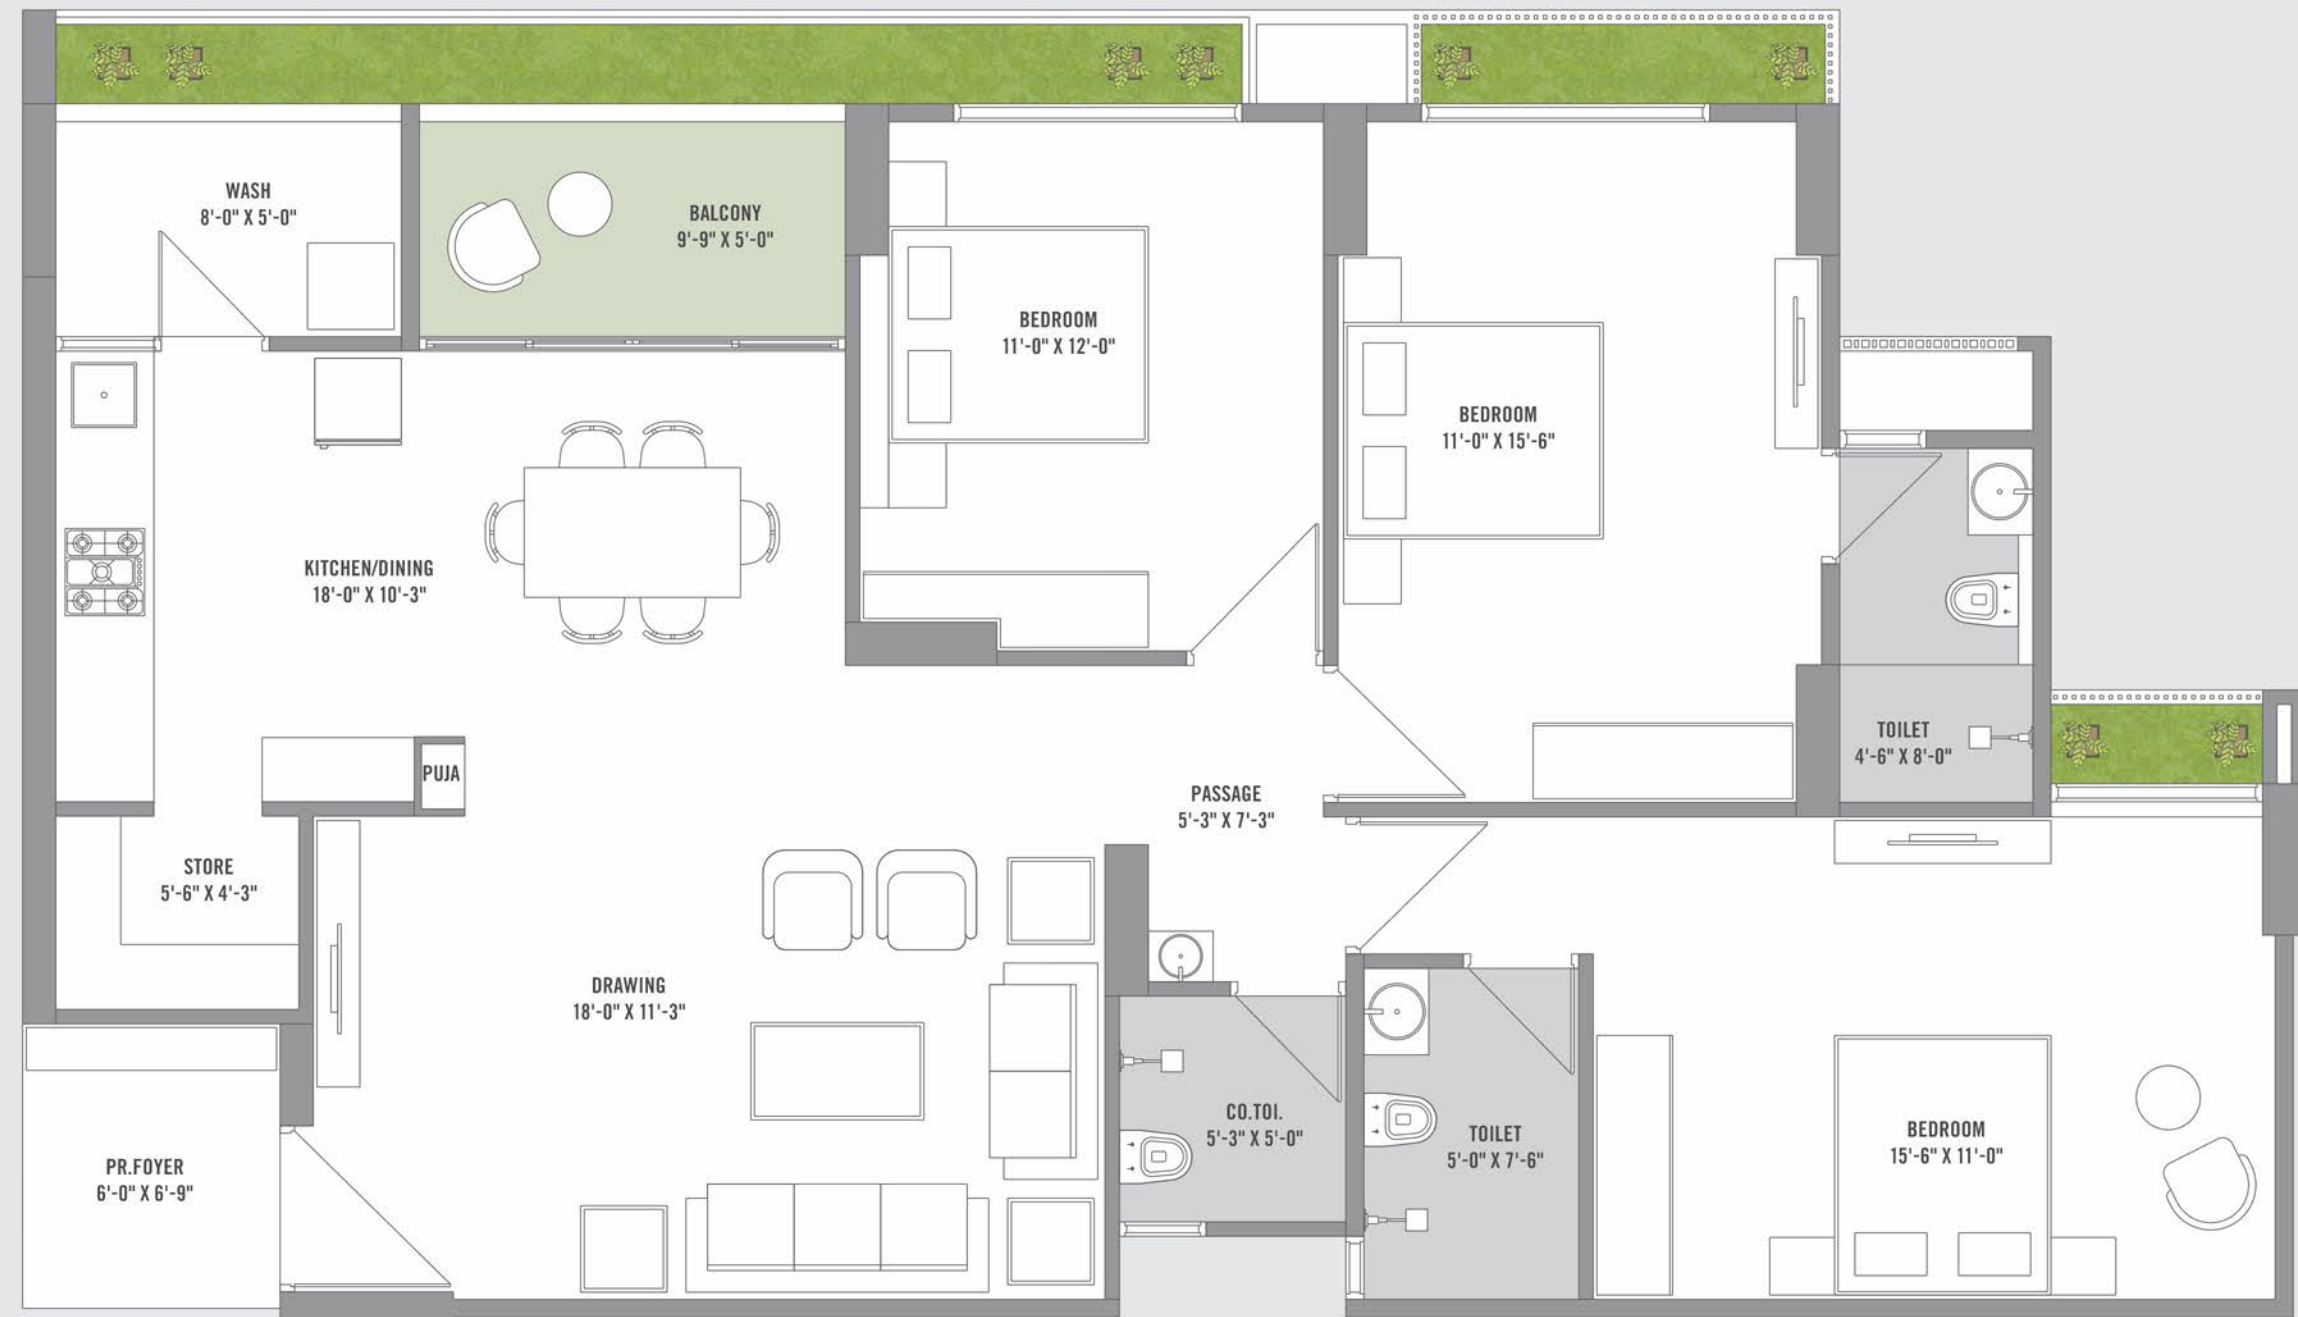 WASH
8'-0" X 5'-0"
BALCONY
9'-9" X 5'-0"
BEDROOM
11'-0" X 12'-0"
BEDROOM
11'-0" X 15'-6"
KITCHEN/DINING
18'-0" X 10'-3"
TOILET
4'-6" X 8'-0"
PUJA
PASSAGE
5'-3" X 7'-3"
STORE
5'-6" X 4'-3"
DRAWING
18'-0" X 11'-3"
CO.TOI.
5'-3" X 5'-0"
TOILET
5'-0" X 7'-6"
BEDROOM
15'-6" X 11'-0"
PR.FOYER
6'-0" X 6'-9"